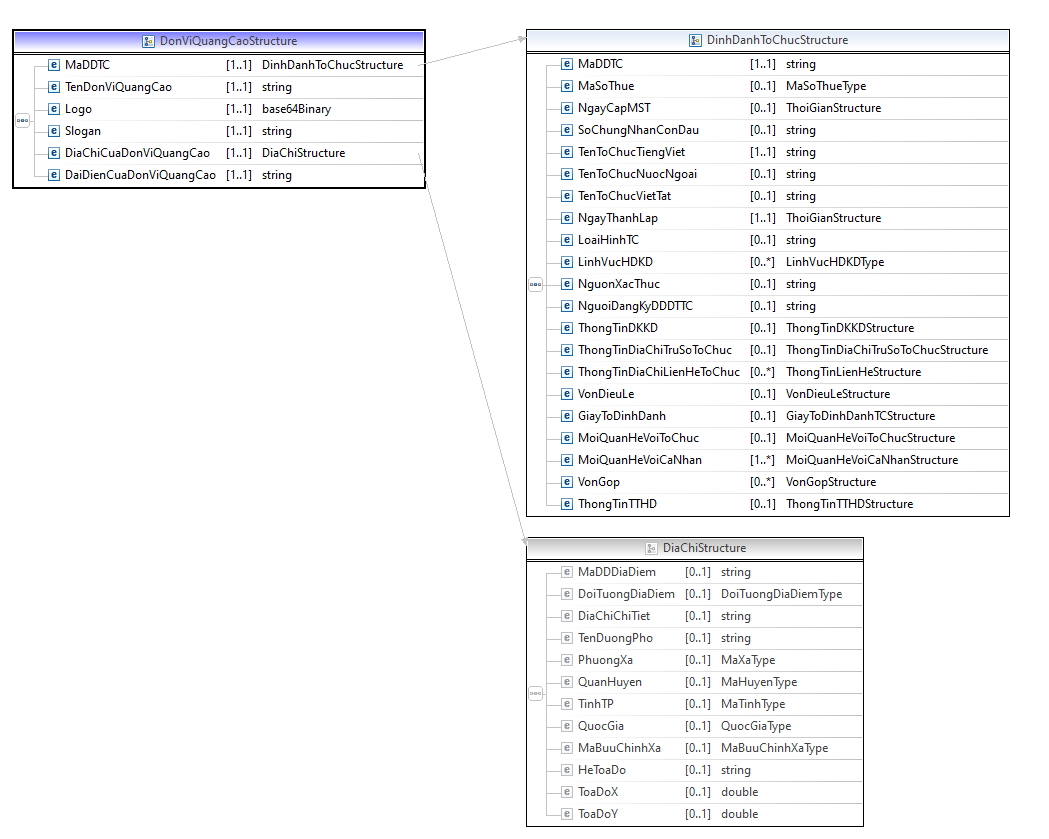 DonViQuangCaoStructure
MaDDTC [1..1] DinhDanhToChucStructure
TenDonViQuangCao [1..1] string
Logo [1..1] base64Binary
Slogan [1..1] string
DiaChiCuaDonViQuangCao [1..1] DiaChiStructure
DaiDienCuaDonViQuangCao [1..1] string
DinhDanhToChucStructure
MaDDTC [1..1] string
MaSoThue [0..1] MaSoThueType
NgayCapMST [0..1] ThoiGianStructure
SoChungNhanConDau [0..1] string
TenToChucTiengViet [1..1] string
TenToChucNuocNgoai [0..1] string
TenToChucVietTat [0..1] string
NgayThanhLap [1..1] ThoiGianStructure
LoaiHinhTC [0..1] string
LinhVucHDKD [0..*] LinhVucHDKDType
NguonXacThuc [0..1] string
NguoiDangKyDDDTTC [0..1] string
ThongTinDKKD [0..1] ThongTinDKKDStructure
ThongTinDiaChiTruSoToChuc [0..1] ThongTinDiaChiTruSoToChucStructure
ThongTinDiaChiLienHeToChuc [0..*] ThongTinLienHeStructure
VonDieuLe [0..1] VonDieuLeStructure
GiayToDinhDanh [0..1] GiayToDinhDanhTCStructure
MoiQuanHeVoiToChuc [0..1] MoiQuanHeVoiToChucStructure
MoiQuanHeVoiCaNhan [1..*] MoiQuanHeVoiCaNhanStructure
VonGop [0..*] VonGopStructure
ThongTinTTHD [0..1] ThongTinTTHDStructure
DiaChiStructure
MaDDDiaDiem [0..1] string
DoiTuongDiaDiem [0..1] DoiTuongDiaDiemType
DiaChiChiTiet [0..1] string
TenDuongPho [0..1] string
PhuongXa [0..1] MaXaType
QuanHuyen [0..1] MaHuyenType
TinhTP [0..1] MaTinhType
QuocGia [0..1] QuocGiaType
MaBuuChinhXa [0..1] MaBuuChinhXaType
HeToaDo [0..1] string
ToaDoX [0..1] double
ToaDoY [0..1] double